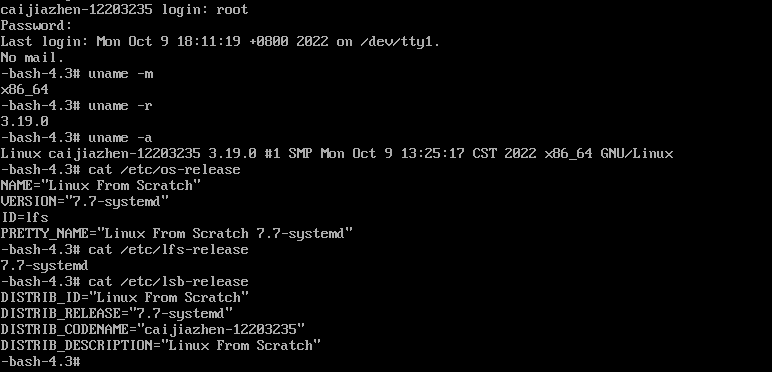 caijiazhen-12203235 login: root
Password:
Last login: Mon Oct 9 18:11:19 +0800 2022 on /dev/tty1.
No mail.
-bash-4.3# uname -m
x86_64
-bash-4.3# uname -r
3.19.0
-bash-4.3# uname -a
Linux caijiazhen-12203235 3.19.0 #1 SMP Mon Oct 9 13:25:17 CST 2022 x86_64 GNU/Linux
-bash-4.3# cat /etc/os-release
NAME="Linux From Scratch"
VERSION="7.7-systemd"
ID=lfs
PRETTY_NAME="Linux From Scratch 7.7-systemd"
-bash-4.3# cat /etc/lfs-release
7.7-systemd
-bash-4.3# cat /etc/lsb-release
DISTRIB_ID="Linux From Scratch"
DISTRIB_RELEASE="7.7-systemd"
DISTRIB_CODENAME="caijiazhen-12203235"
DISTRIB_DESCRIPTION="Linux From Scratch"
-bash-4.3#